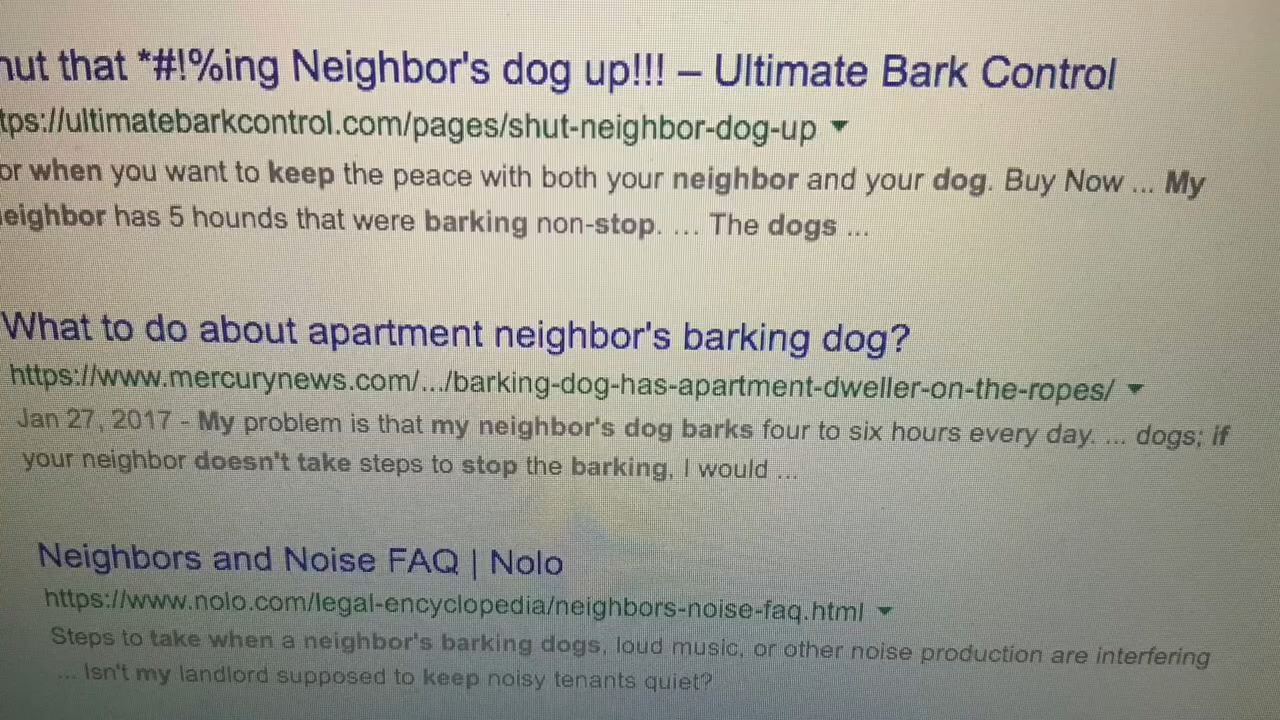 hut that *#!%ing Neighbor's dog up!!! – Ultimate Bark Control
tps://ultimatebarkcontrol.com/pages/shut-neighbor-dog-up
or when you want to keep the peace with both your neighbor and your dog. Buy Now ... My
eighbor has 5 hounds that were barking non-stop. ... The dogs ...
What to do about apartment neighbor's barking dog?
https://www.mercurynews.com/.../barking-dog-has-apartment-dweller-on-the-ropes/
Jan 27, 2017 - My problem is that my neighbor's dog barks four to six hours every day. ... dogs; if
your neighbor doesn't take steps to stop the barking, I would ...
Neighbors and Noise FAQ | Nolo
https://www.nolo.com/legal-encyclopedia/neighbors-noise-faq.html
Steps to take when a neighbor's barking dogs, loud music, or other noise production are interfering
... Isn't my landlord supposed to keep noisy tenants quiet?